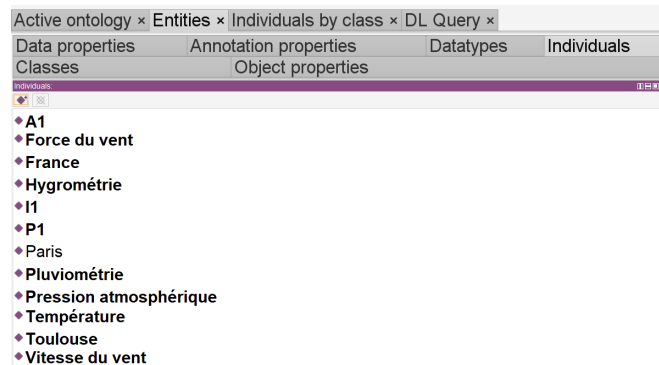 Active ontology × Entities × Individuals by class × DL Query ×
Data properties Annotation properties Datatypes Individuals
Classes Object properties
Individuals:
A1
Force du vent
France
Hygrométrie
I1
P1
Paris
Pluviométrie
Pression atmosphérique
Température
Toulouse
Vitesse du vent